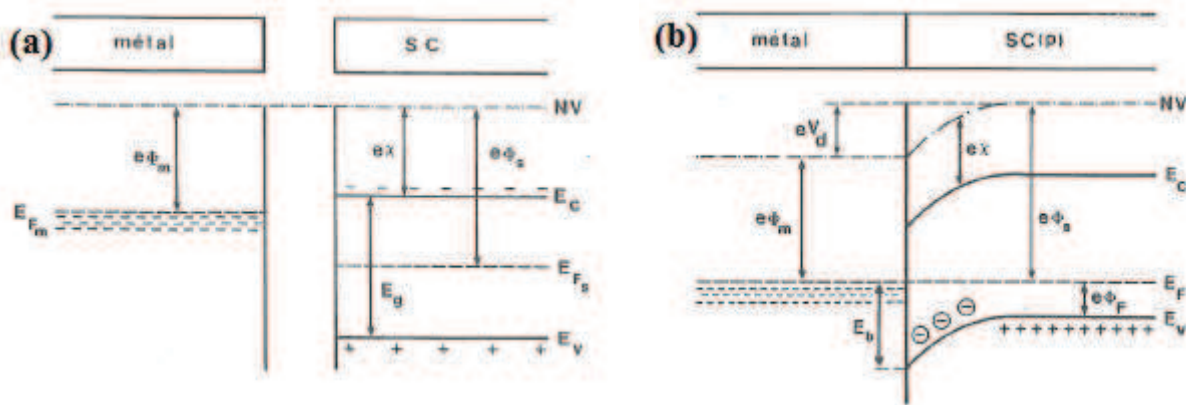 (a)
métal
SC
NV
eΦm
eχ
eΦs
EFm
EC
EFs
Eg
+ + + + +
EV
(b)
métal
SC(P)
NV
eVd
eχ
EC
eΦm
eΦs
EF
Eb
eΦF
⊖ ⊖ ⊖
EV
+ + + + + + + + + +